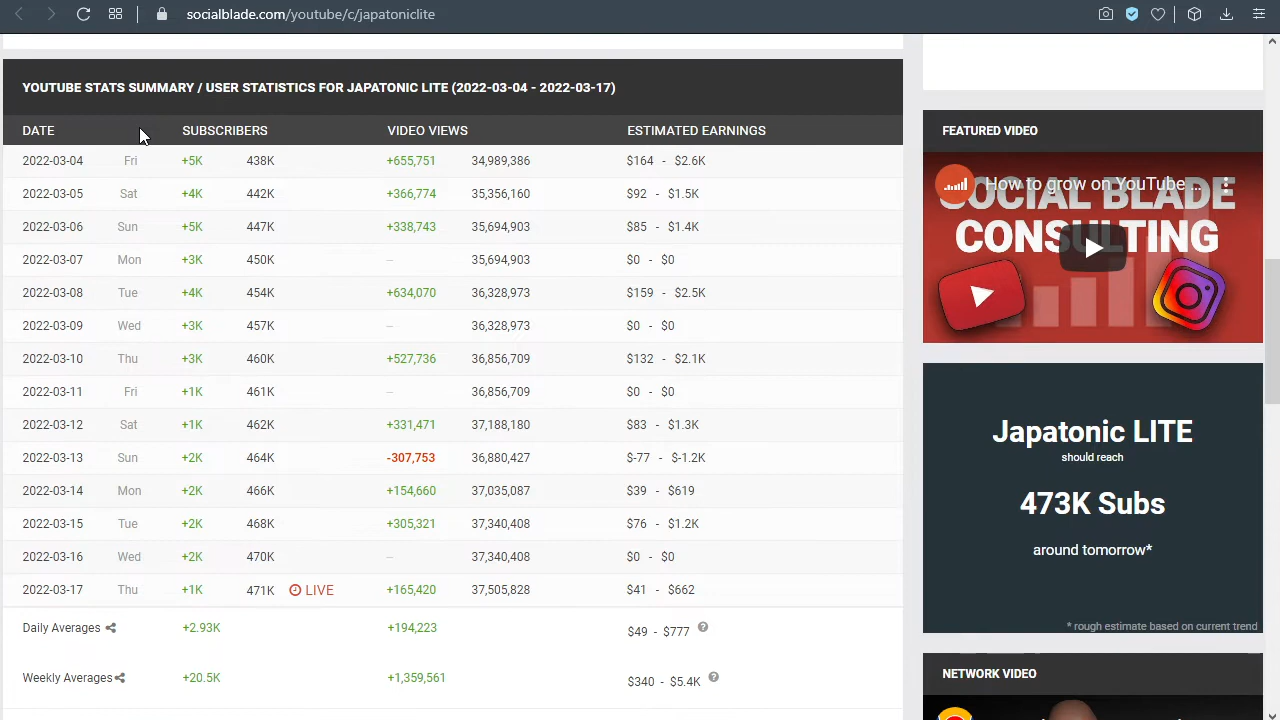 socialblade.com/youtube/c/japatoniclite
YOUTUBE STATS SUMMARY / USER STATISTICS FOR JAPATONIC LITE (2022-03-04 - 2022-03-17)
DATE SUBSCRIBERS VIDEO VIEWS ESTIMATED EARNINGS
2022-03-04 Fri +5K 438K +655,751 34,989,386 $164 - $2.6K
2022-03-05 Sat +4K 442K +366,774 35,356,160 $92 - $1.5K
2022-03-06 Sun +5K 447K +338,743 35,694,903 $85 - $1.4K
2022-03-07 Mon +3K 450K -- 35,694,903 $0 - $0
2022-03-08 Tue +4K 454K +634,070 36,328,973 $159 - $2.5K
2022-03-09 Wed +3K 457K -- 36,328,973 $0 - $0
2022-03-10 Thu +3K 460K +527,736 36,856,709 $132 - $2.1K
2022-03-11 Fri +1K 461K -- 36,856,709 $0 - $0
2022-03-12 Sat +1K 462K +331,471 37,188,180 $83 - $1.3K
2022-03-13 Sun +2K 464K -307,753 36,880,427 $-77 - $-1.2K
2022-03-14 Mon +2K 466K +154,660 37,035,087 $39 - $619
2022-03-15 Tue +2K 468K +305,321 37,340,408 $76 - $1.2K
2022-03-16 Wed +2K 470K -- 37,340,408 $0 - $0
2022-03-17 Thu +1K 471K LIVE +165,420 37,505,828 $41 - $662
Daily Averages +2.93K +194,223 $49 - $777 ?
Weekly Averages +20.5K +1,359,561 $340 - $5.4K ?
FEATURED VIDEO
How to grow on YouTube ...
SOCIAL BLADE
CONSULTING
Japatonic LITE
should reach
473K Subs
around tomorrow*
* rough estimate based on current trend
NETWORK VIDEO